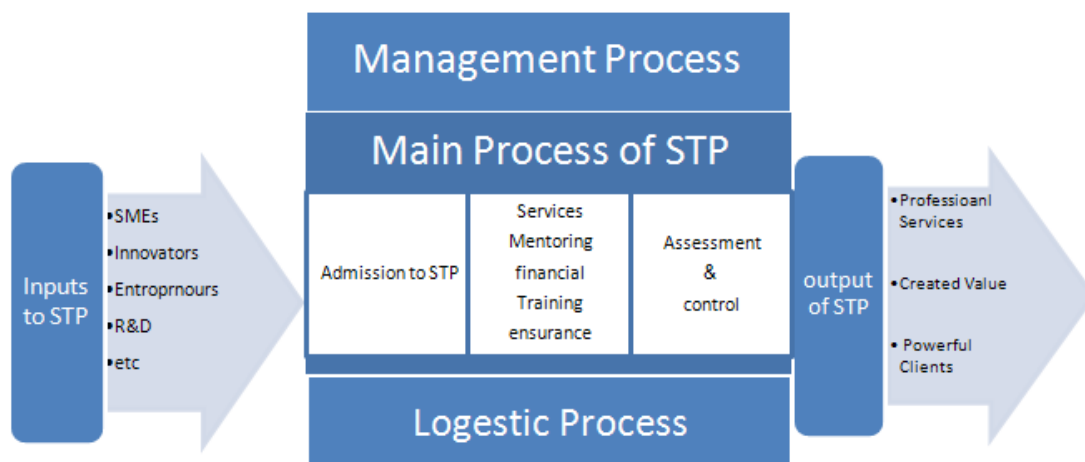 Management Process
Main Process of STP
Inputs
to STP
•SMEs
•Innovators
•Entroprnours
•R&D
•etc
Admission to STP
Services
Mentoring
financial
Training
ensurance
Assessment
&
control
output
of STP
•Professioanl
Services
•Created Value
• Powerful
Clients
Logestic Process